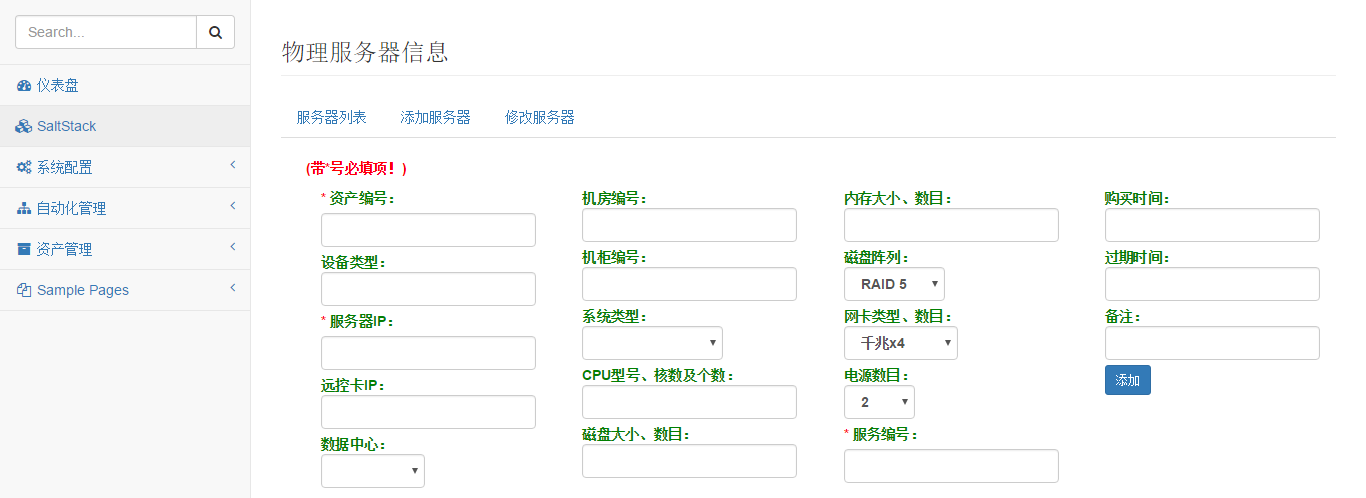 Search...
仪表盘
SaltStack
系统配置
自动化管理
资产管理
Sample Pages
物理服务器信息
服务器列表 添加服务器 修改服务器
(带*号必填项！)
* 资产编号：
设备类型：
* 服务器IP：
远控卡IP：
数据中心：
机房编号：
机柜编号：
系统类型：
CPU型号、核数及个数：
磁盘大小、数目：
内存大小、数目：
磁盘阵列：
RAID 5
网卡类型、数目：
千兆x4
电源数目：
2
* 服务编号：
购买时间：
过期时间：
备注：
添加